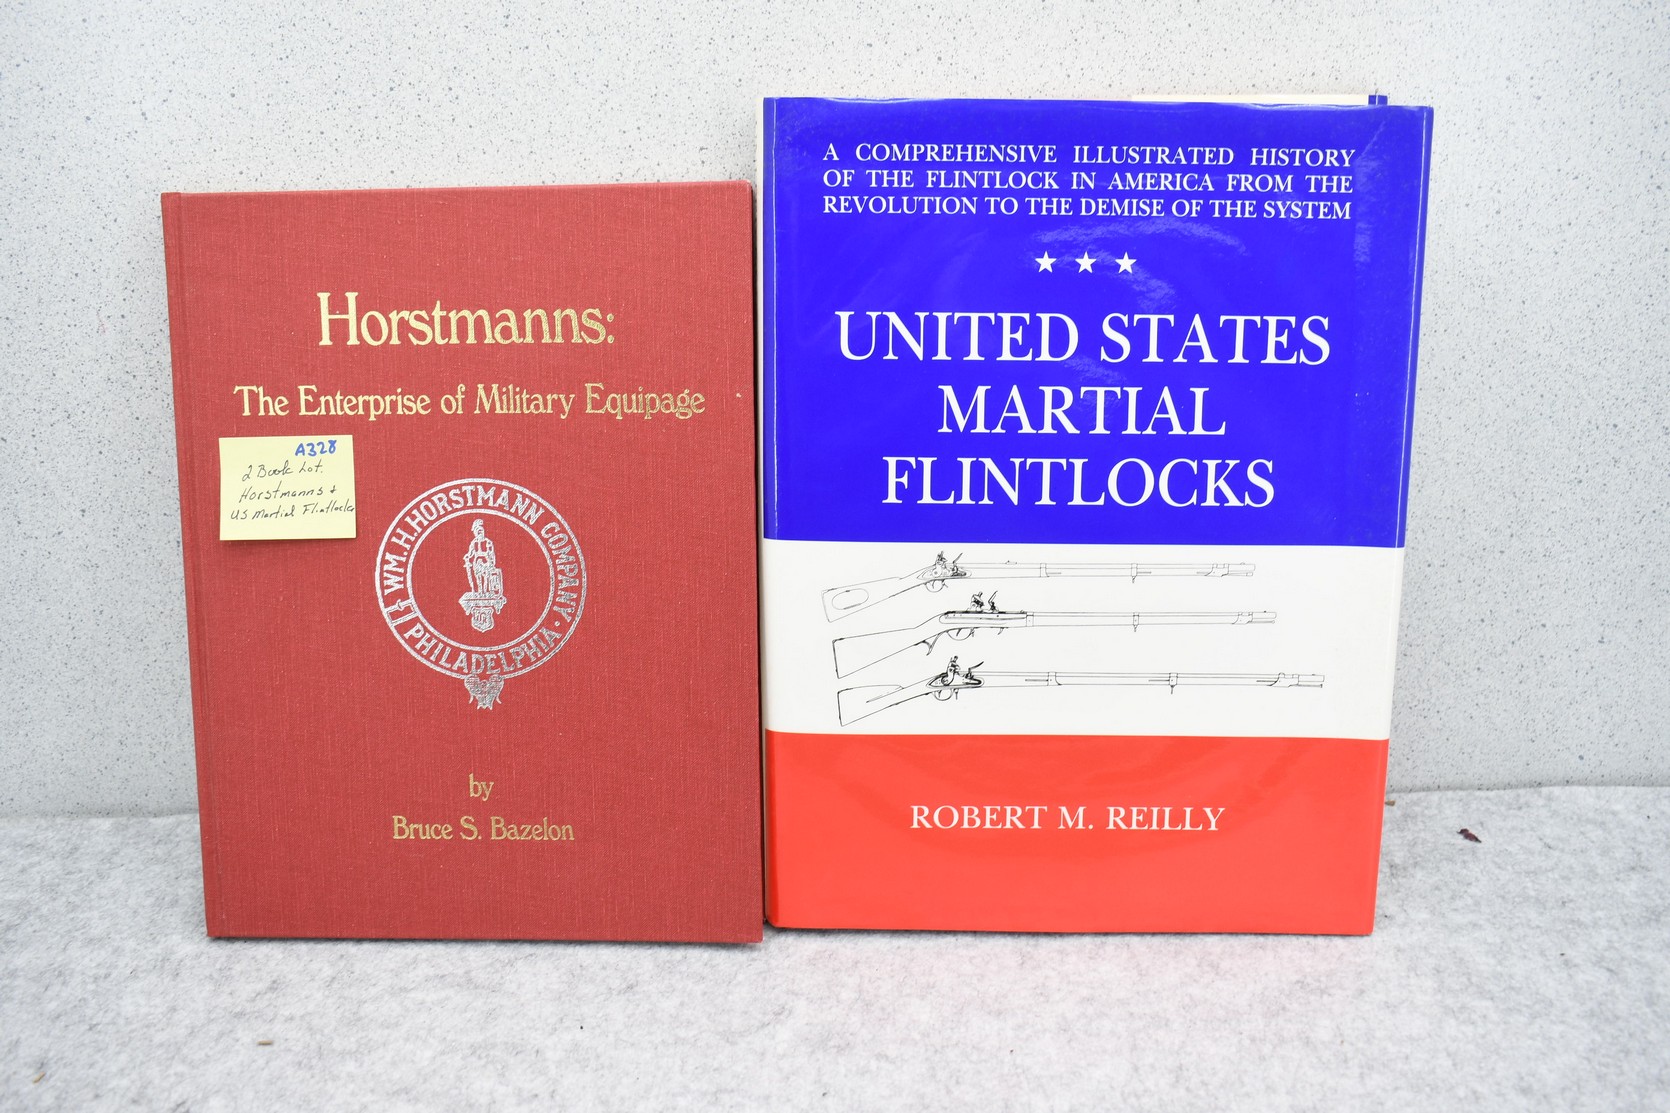 Horstmanns:
The Enterprise of Military Equipage
A328
2 Book Lot.
Horstmanns +
US Martial Flintlocks
WM. H. HORSTMANN COMPANY ·
PHILADELPHIA ·
by
Bruce S. Bazelon
A COMPREHENSIVE ILLUSTRATED HISTORY
OF THE FLINTLOCK IN AMERICA FROM THE
REVOLUTION TO THE DEMISE OF THE SYSTEM
UNITED STATES
MARTIAL
FLINTLOCKS
ROBERT M. REILLY